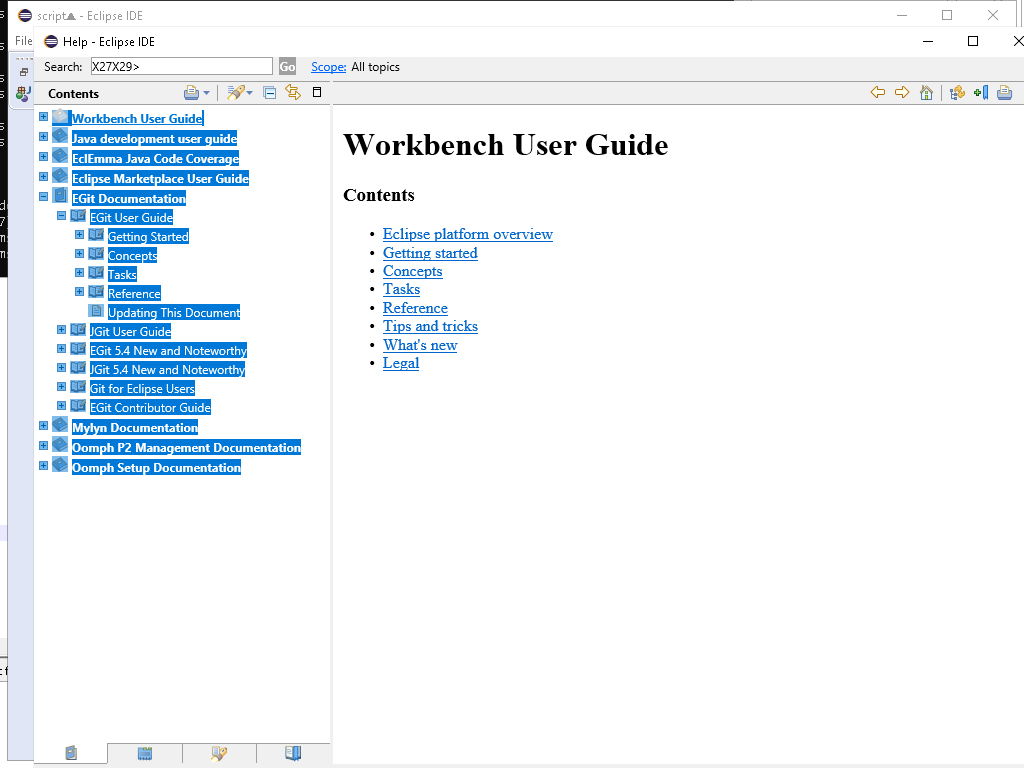 script▲ - Eclipse IDE
File
Help - Eclipse IDE
Search: X27X29> Go Scope: All topics
Contents
Workbench User Guide
Java development user guide
EclEmma Java Code Coverage
Eclipse Marketplace User Guide
EGit Documentation
EGit User Guide
Getting Started
Concepts
Tasks
Reference
Updating This Document
JGit User Guide
EGit 5.4 New and Noteworthy
JGit 5.4 New and Noteworthy
Git for Eclipse Users
EGit Contributor Guide
Mylyn Documentation
Oomph P2 Management Documentation
Oomph Setup Documentation
Workbench User Guide
Contents
• Eclipse platform overview
• Getting started
• Concepts
• Tasks
• Reference
• Tips and tricks
• What's new
• Legal